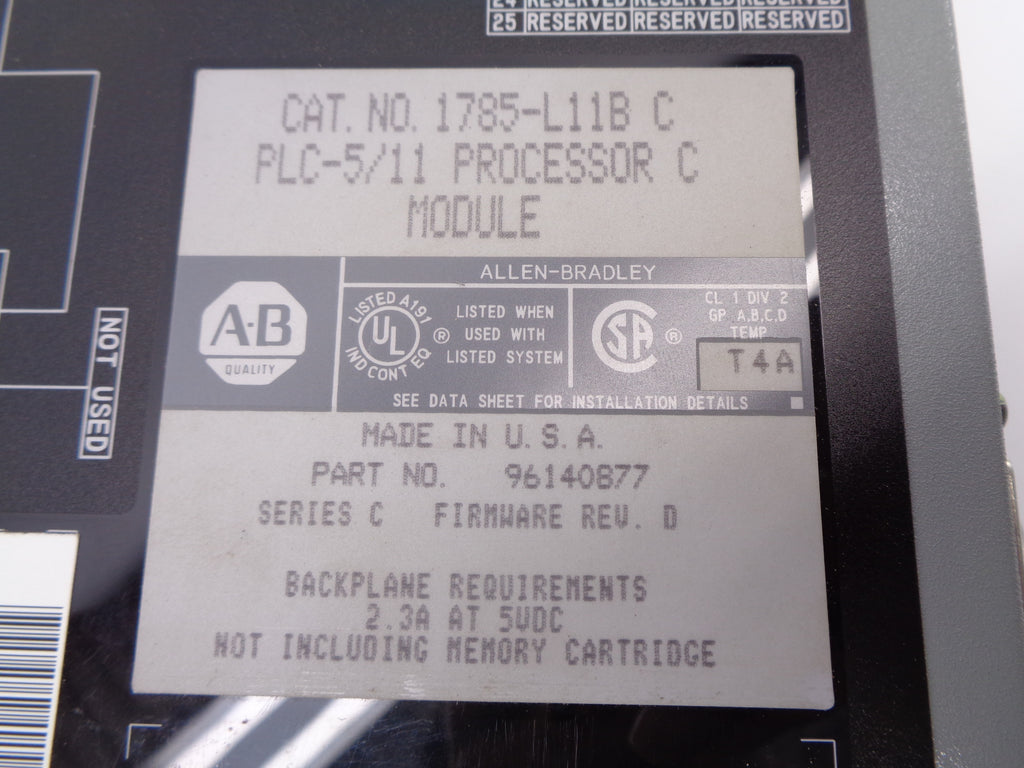 24 RESERVED RESERVED RESERVED
25 RESERVED RESERVED RESERVED
CAT. NO. 1785-L11B C
PLC-5/11 PROCESSOR C
MODULE
ALLEN-BRADLEY
A-B
QUALITY
LISTED A191
UL
®
IND CONT EQ
LISTED WHEN
USED WITH
LISTED SYSTEM
SA
®
CL 1 DIV 2
GP A,B,C,D
TEMP
T4A
SEE DATA SHEET FOR INSTALLATION DETAILS
NOT USED
MADE IN U.S.A.
PART NO. 96140877
SERIES C FIRMWARE REV. D
BACKPLANE REQUIREMENTS
2.3A AT 5VDC
NOT INCLUDING MEMORY CARTRIDGE